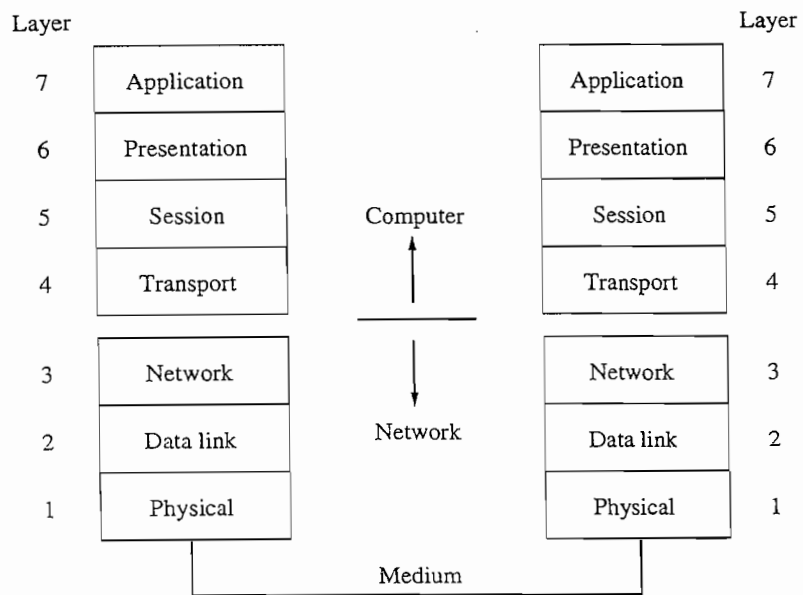 Layer
Layer
7 Application Application 7
6 Presentation Presentation 6
5 Session Computer Session 5
4 Transport Transport 4
3 Network Network 3
Network
2 Data link Data link 2
1 Physical Physical 1
Medium